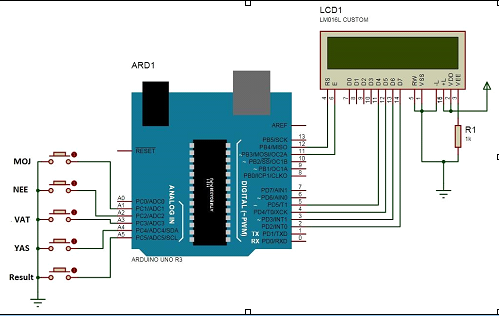 LCD1
LM016L CUSTOM
ARD1
RS
E
D0
D1
D2
D3
D4
D5
D6
D7
RW
VSS
-L
+L
VDD
VEE
4
6
7
8
9
10
11
12
13
14
5
1
16
2
3
R1
1k
AREF
13
PB5/SCK
12
PB4/MISO
11
PB3/MOSI/OC2A
10
PB2/SS/OC1B
9
PB1/OC1A
8
PB0/ICP1/CLKO
RESET
7
PD7/AIN1
6
PD6/AIN0
5
PD5/T1
4
PD4/T0/XCK
3
PD3/INT1
2
PD2/INT0
1
TX PD1/TXD
0
RX PD0/RXD
ANALOG IN
DIGITAL (~PWM)
A0
PC0/ADC0
A1
PC1/ADC1
A2
PC2/ADC2
A3
PC3/ADC3
A4
PC4/ADC4/SDA
A5
PC5/ADC5/SCL
ARDUINO UNO R3
MOJ
NEE
VAT
YAS
Result